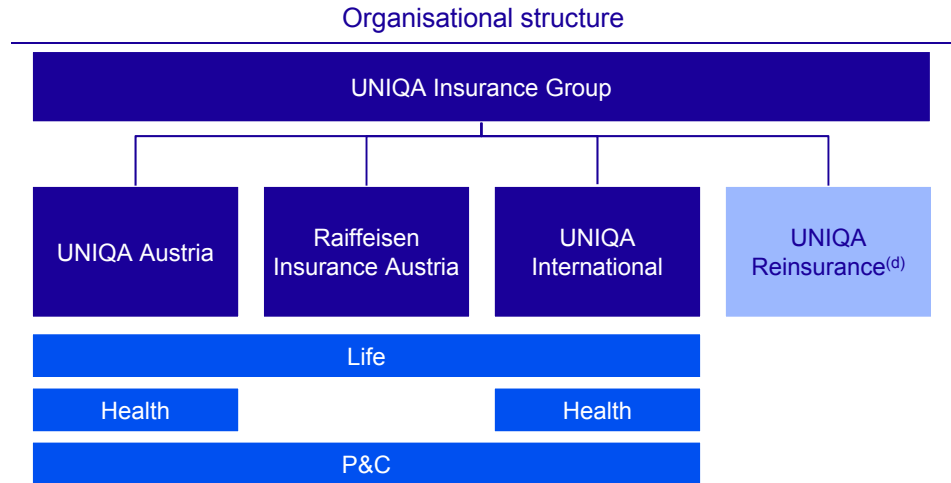 Organisational structure
UNIQA Insurance Group
UNIQA Austria
Raiffeisen
Insurance Austria
UNIQA
International
UNIQA
Reinsurance(d)
Life
Health
Health
P&C